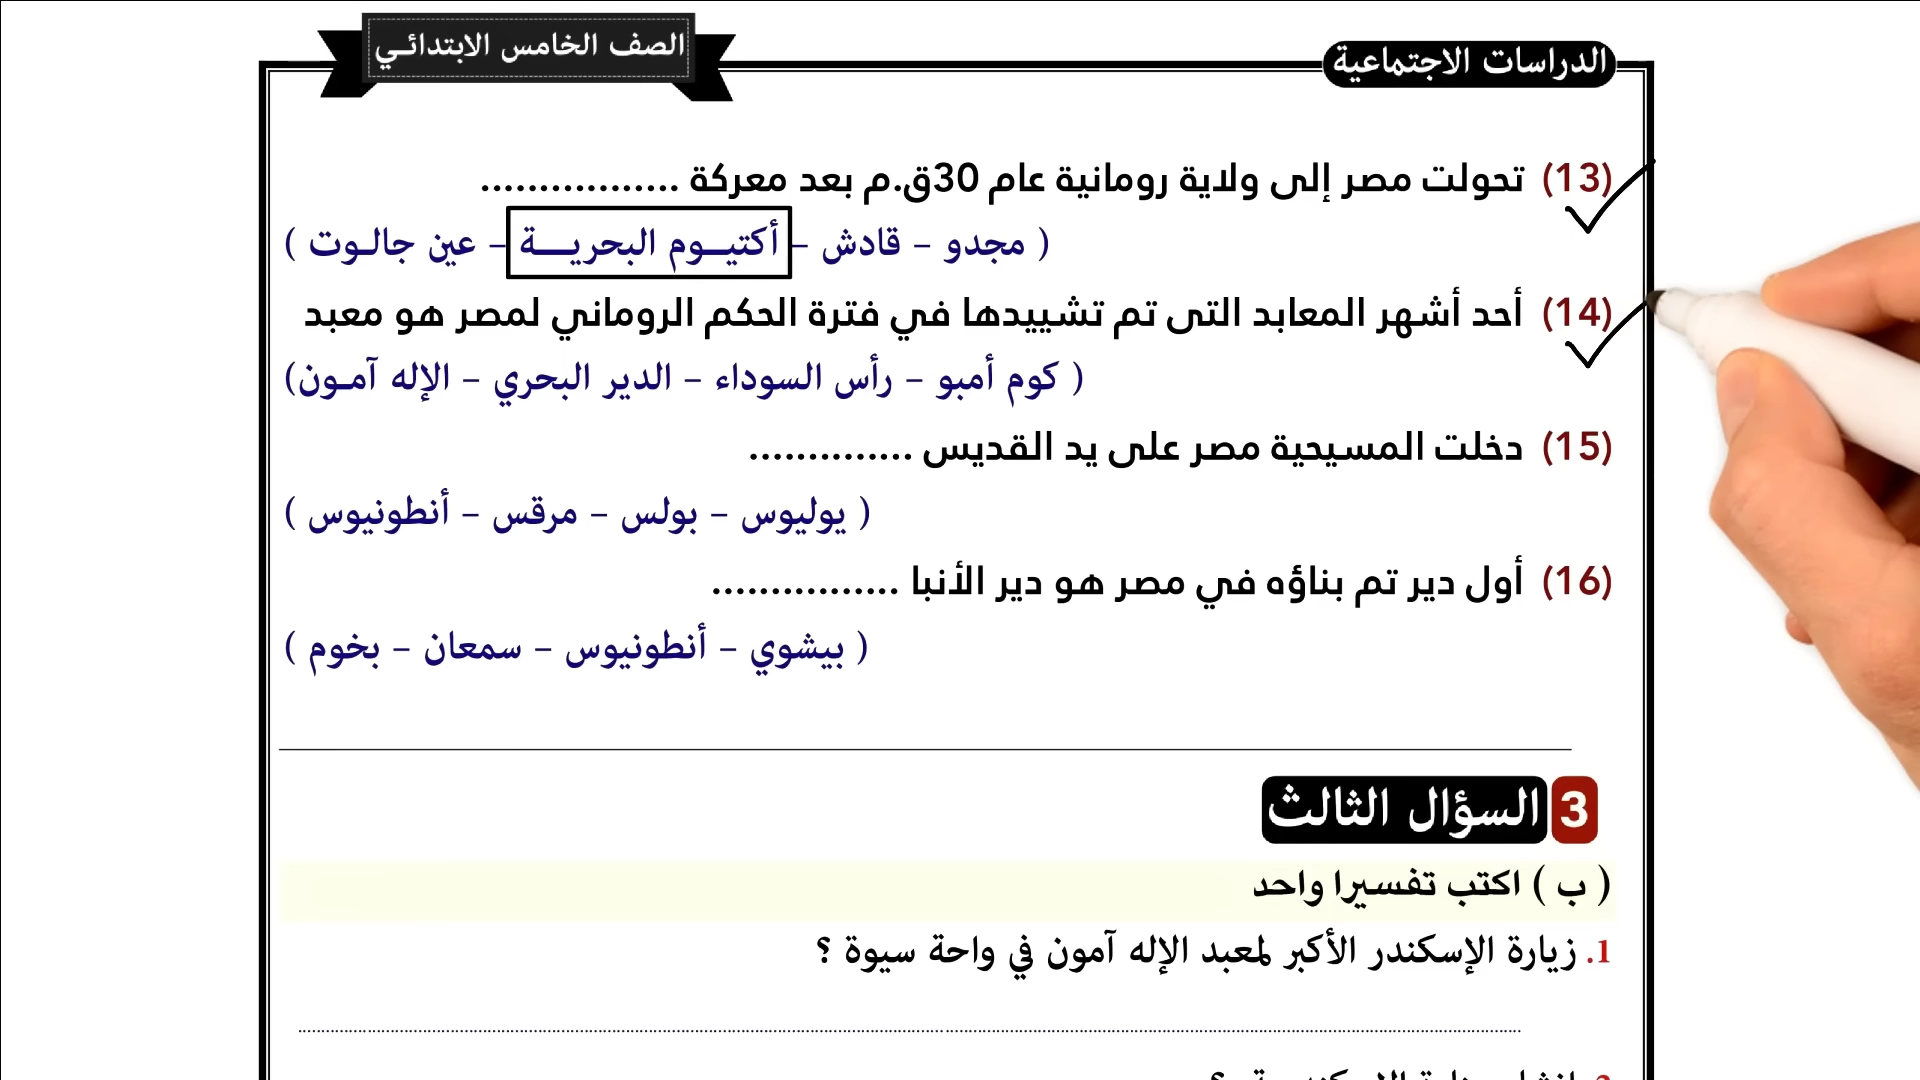 الدراسات الاجتماعية
الصف الخامس الابتدائي
(13) تحولت مصر إلى ولاية رومانية عام 30ق.م بعد معركة .................
( مجدو – قادش – أكتيوم البحرية – عين جالوت )
(14) أحد أشهر المعابد التى تم تشييدها في فترة الحكم الروماني لمصر هو معبد
( كوم أمبو – رأس السوداء – الدير البحري – الإله آمون)
(15) دخلت المسيحية مصر على يد القديس ..............
( يوليوس – بولس – مرقس – أنطونيوس )
(16) أول دير تم بناؤه في مصر هو دير الأنبا ................
( بيشوي – أنطونيوس – سمعان – بخوم )
3 السؤال الثالث
( ب ) اكتب تفسيرا واحد
1. زيارة الإسكندر الأكبر لمعبد الإله آمون في واحة سيوة ؟